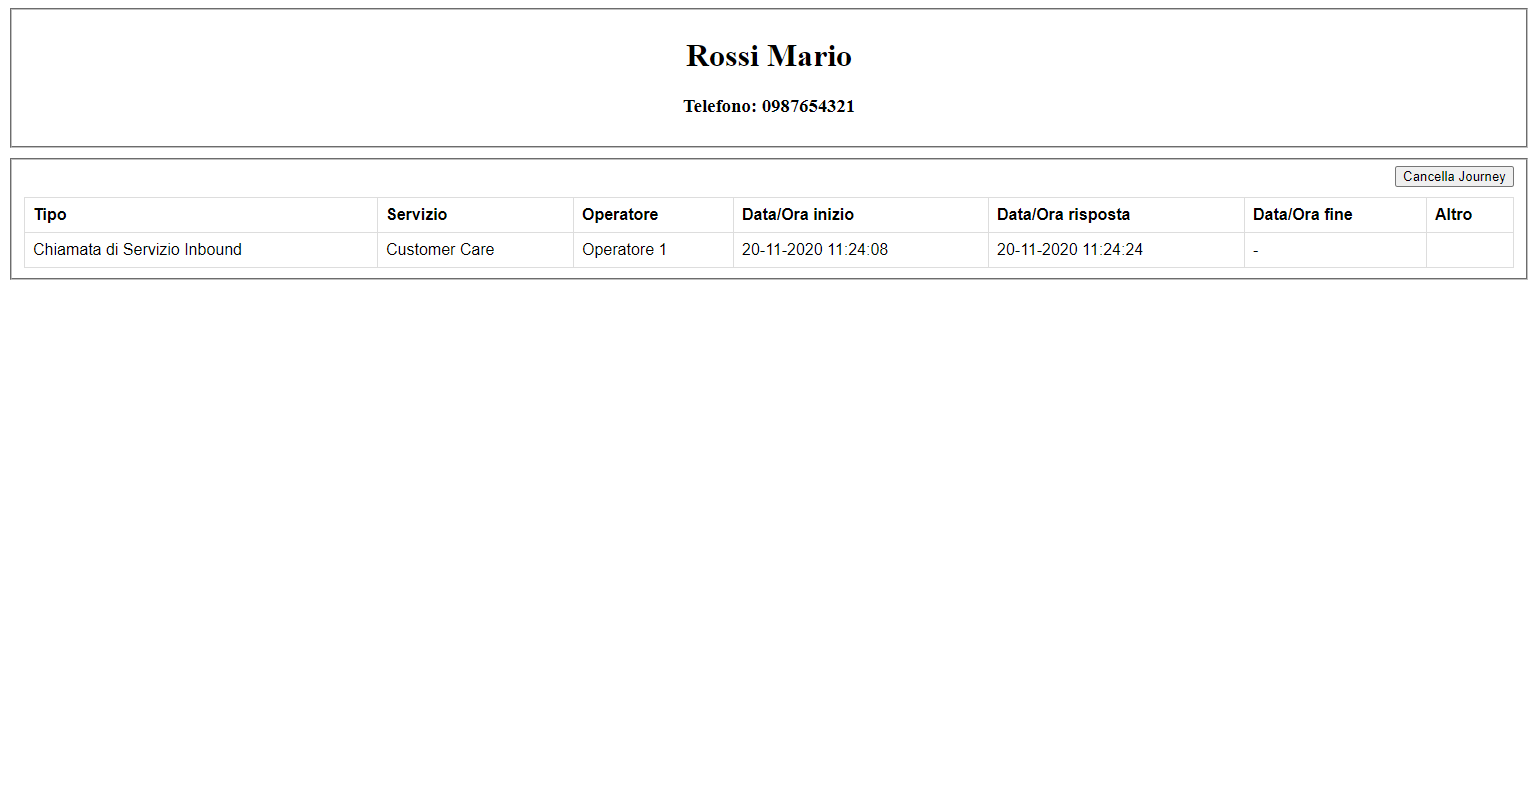 Rossi Mario
Telefono: 0987654321
Cancella Journey
Tipo Servizio Operatore Data/Ora inizio Data/Ora risposta Data/Ora fine Altro
Chiamata di Servizio Inbound Customer Care Operatore 1 20-11-2020 11:24:08 20-11-2020 11:24:24 -